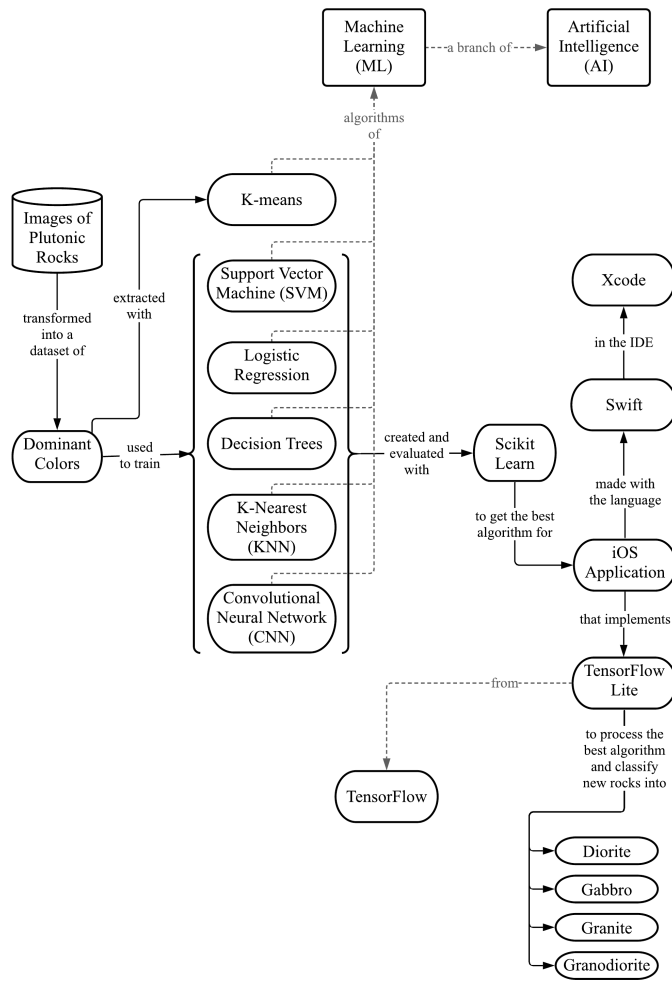 Machine
Learning
(ML)
a branch of
Artificial
Intelligence
(AI)
algorithms
of
K-means
Images of
Plutonic
Rocks
extracted
with
transformed
into a
dataset of
Support Vector
Machine (SVM)
Xcode
in the IDE
Logistic
Regression
Swift
Dominant
Colors
used
to train
Decision Trees
created and
evaluated
with
Scikit
Learn
made with
the language
K-Nearest
Neighbors
(KNN)
to get the best
algorithm for
iOS
Application
Convolutional
Neural Network
(CNN)
that implements
TensorFlow
Lite
from
TensorFlow
to process the
best algorithm
and classify
new rocks into
Diorite
Gabbro
Granite
Granodiorite